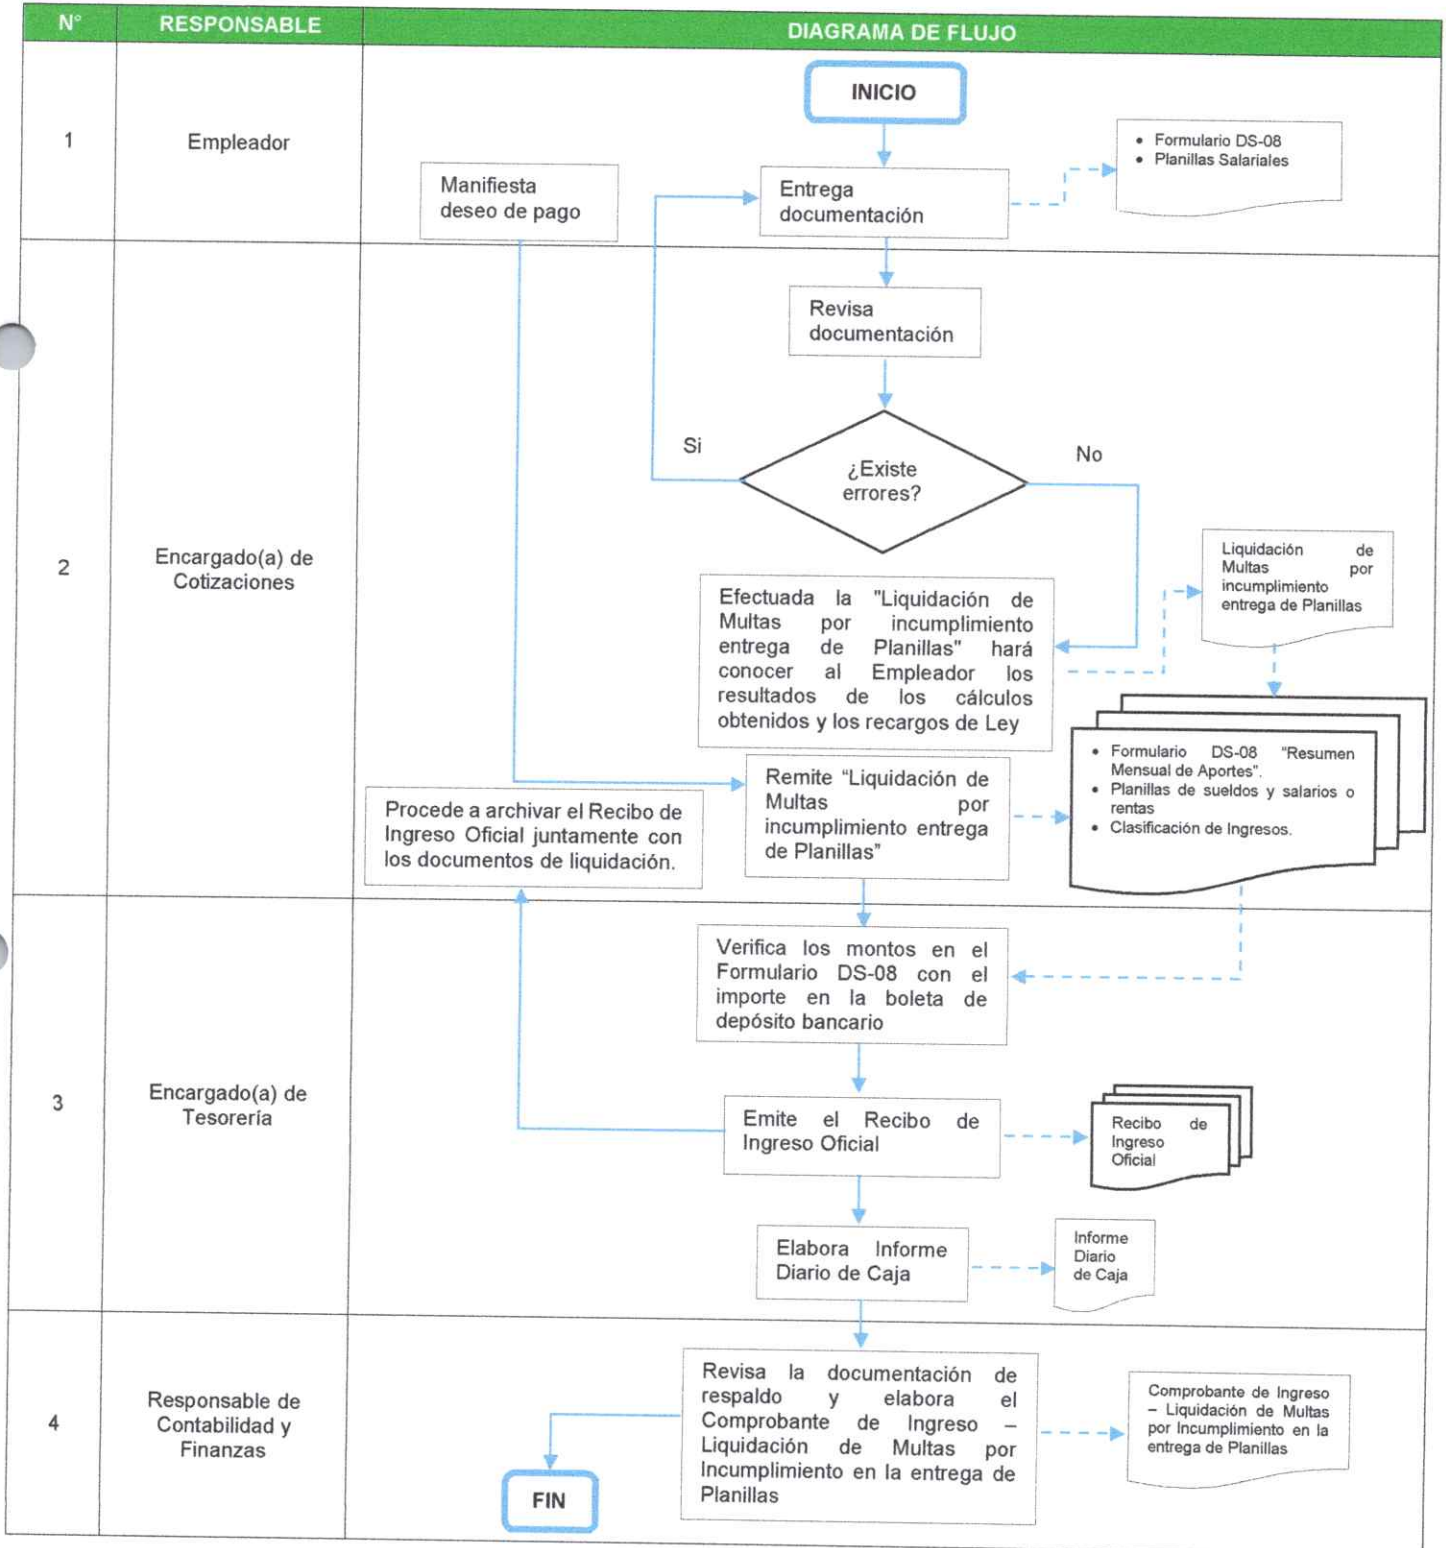 N° RESPONSABLE DIAGRAMA DE FLUJO
1
Empleador
INICIO
Manifiesta
deseo de pago
Entrega
documentación
• Formulario DS-08
• Planillas Salariales
2
Encargado(a) de
Cotizaciones
Revisa
documentación
Si
¿Existe
errores?
No
Efectuada la "Liquidación de
Multas por incumplimiento
entrega de Planillas" hará
conocer al Empleador los
resultados de los cálculos
obtenidos y los recargos de Ley
Liquidación de
Multas por
incumplimiento
entrega de Planillas
Remite “Liquidación de
Multas por
incumplimiento entrega
de Planillas”
• Formulario DS-08 "Resumen
Mensual de Aportes".
• Planillas de sueldos y salarios o
rentas
• Clasificación de Ingresos.
Procede a archivar el Recibo de
Ingreso Oficial juntamente con
los documentos de liquidación.
3
Encargado(a) de
Tesorería
Verifica los montos en el
Formulario DS-08 con el
importe en la boleta de
depósito bancario
Emite el Recibo de
Ingreso Oficial
Recibo de
Ingreso
Oficial
Elabora Informe
Diario de Caja
Informe
Diario
de Caja
4
Responsable de
Contabilidad y
Finanzas
Revisa la documentación de
respaldo y elabora el
Comprobante de Ingreso –
Liquidación de Multas por
Incumplimiento en la entrega de
Planillas
Comprobante de Ingreso
– Liquidación de Multas
por Incumplimiento en la
entrega de Planillas
FIN